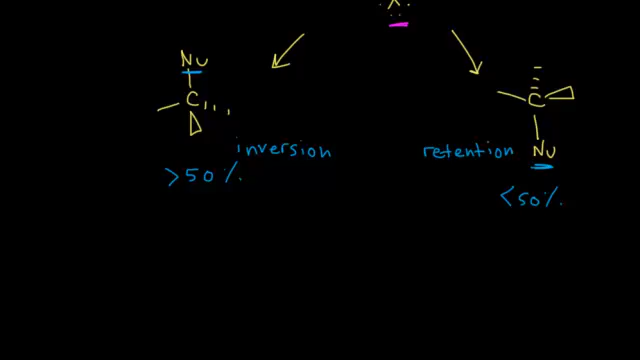 :X:
Nu
C
C
inversion
retention
Nu
>50%
<50%